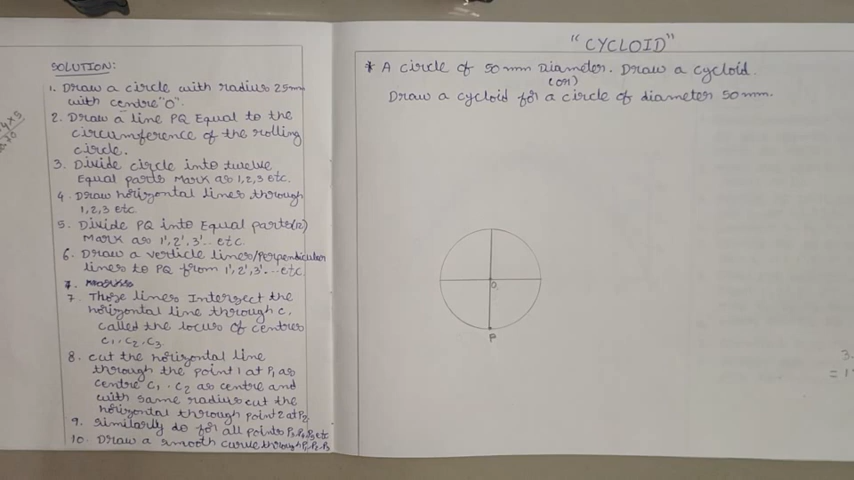 SOLUTION:
1. Draw a circle with radius 25mm
with centre "O".
2. Draw a line PQ Equal to the
circumference of the rolling
circle.
3. Divide circle into twelve
Equal parts Mark as 1,2,3 etc.
4. Draw horizontal lines through
1,2,3 etc
5. Divide PQ into Equal parts(12)
Mark as 1', 2', 3'... etc.
6. Draw a verticle lines/Perpendicular
lines to PQ from 1', 2', 3'... etc
7. Those lines Intersect the
horizontal line through c,
called the locus of centres
C1, C2, C3.
8. cut the horizontal line
through the point 1 at P1 as
centre C1. C2 as centre and
with same radius cut the
horizontal through point 2 at P2
9. Similarly do for all points P3,P4,P5 etc
10. Draw a smooth curve through P1,P2,P3
"CYCLOID"
* A circle of 50mm Diameter. Draw a cycloid.
(OR)
Draw a cycloid for a circle of diameter 50mm.
O
P
3.
= 1